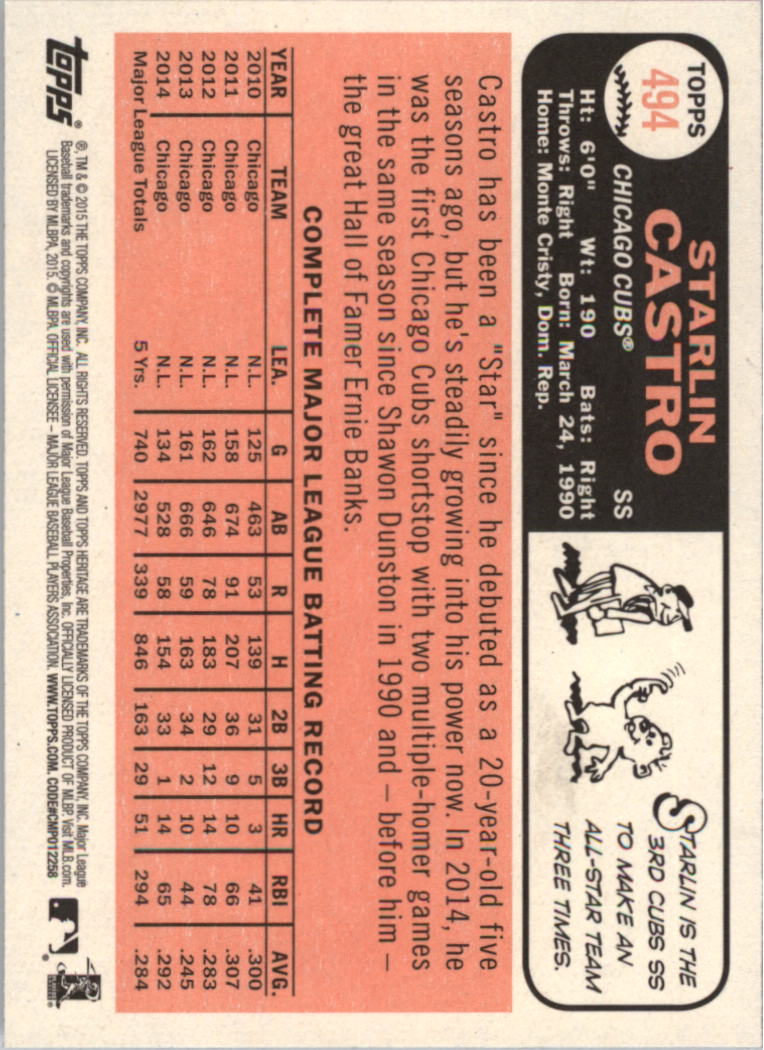 TOPPS
494
STARLIN
CASTRO
CHICAGO CUBS® SS
Ht: 6'0" Wt: 190 Bats: Right
Throws: Right Born: March 24, 1990
Home: Monte Cristy, Dom. Rep.
STARLIN IS THE
3RD CUBS SS
TO MAKE AN
ALL-STAR TEAM
THREE TIMES.
Castro has been a "Star" since he debuted as a 20-year-old five
seasons ago, but he's steadily growing into his power now. In 2014, he
was the first Chicago Cubs shortstop with two multiple-homer games
in the same season since Shawon Dunston in 1990 and – before him –
the great Hall of Famer Ernie Banks.
COMPLETE MAJOR LEAGUE BATTING RECORD
YEAR TEAM LEA. G AB R H 2B 3B HR RBI AVG.
2010 Chicago N.L. 125 463 53 139 31 5 3 41 .300
2011 Chicago N.L. 158 674 91 207 36 9 10 66 .307
2012 Chicago N.L. 162 646 78 183 29 12 14 78 .283
2013 Chicago N.L. 161 666 59 163 34 2 10 44 .245
2014 Chicago N.L. 134 528 58 154 33 1 14 65 .292
Major League Totals 5 Yrs. 740 2977 339 846 163 29 51 294 .284
topps®
®, TM & © 2015 THE TOPPS COMPANY, INC. ALL RIGHTS RESERVED. TOPPS AND TOPPS HERITAGE ARE TRADEMARKS OF THE TOPPS COMPANY, INC. Major League
Baseball trademarks and copyrights are used with permission of Major League Baseball Properties, Inc. OFFICIALLY LICENSED PRODUCT OF MLBP. Visit MLB.com.
LICENSED BY MLBPA, 2015. © MLBPA. OFFICIAL LICENSEE – MAJOR LEAGUE BASEBALL PLAYERS ASSOCIATION. WWW.TOPPS.COM. CODE#CMP012258